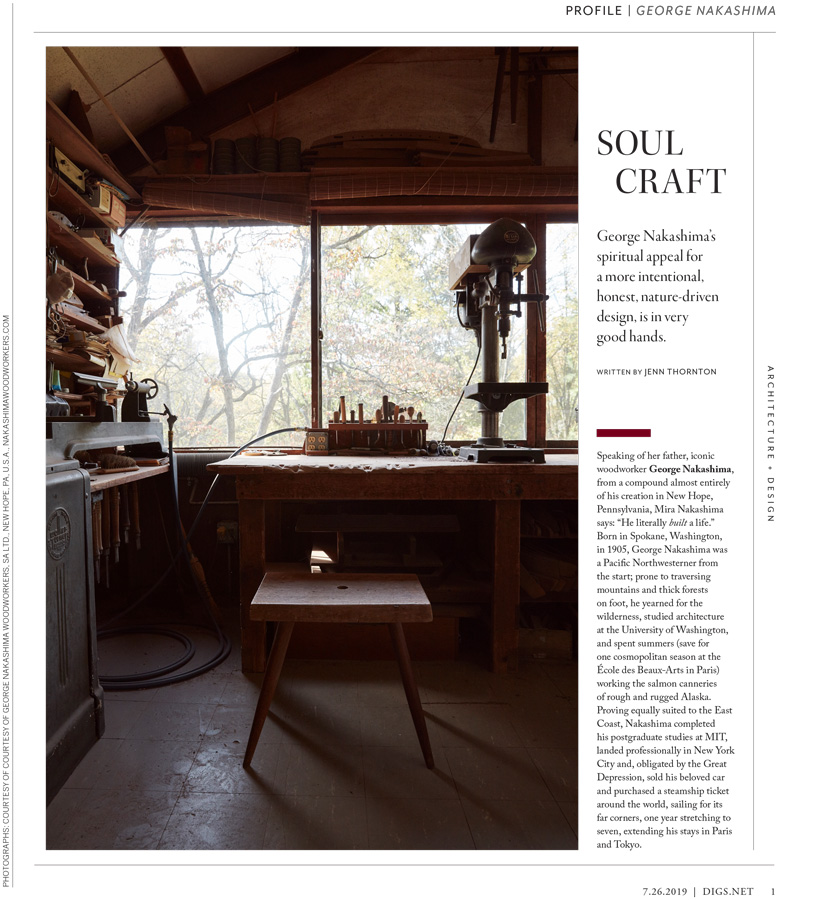 PROFILE | GEORGE NAKASHIMA
SOUL
CRAFT
George Nakashima's
spiritual appeal for
a more intentional,
honest, nature-driven
design, is in very
good hands.
WRITTEN BY JENN THORNTON
Speaking of her father, iconic
woodworker George Nakashima,
from a compound almost entirely
of his creation in New Hope,
Pennsylvania, Mira Nakashima
says: “He literally built a life.”
Born in Spokane, Washington,
in 1905, George Nakashima was
a Pacific Northwesterner from
the start; prone to traversing
mountains and thick forests
on foot, he yearned for the
wilderness, studied architecture
at the University of Washington,
and spent summers (save for
one cosmopolitan season at the
École des Beaux-Arts in Paris)
working the salmon canneries
of rough and rugged Alaska.
Proving equally suited to the East
Coast, Nakashima completed
his postgraduate studies at MIT,
landed professionally in New York
City and, obligated by the Great
Depression, sold his beloved car
and purchased a steamship ticket
around the world, sailing for its
far corners, one year stretching to
seven, extending his stays in Paris
and Tokyo.
ARCHITECTURE + DESIGN
PHOTOGRAPHS: COURTESY OF COURTESY OF GEORGE NAKASHIMA WOODWORKERS, SA LTD., NEW HOPE, PA, U.S.A., NAKASHIMAWOODWORKERS.COM
7.26.2019 | DIGS.NET 1